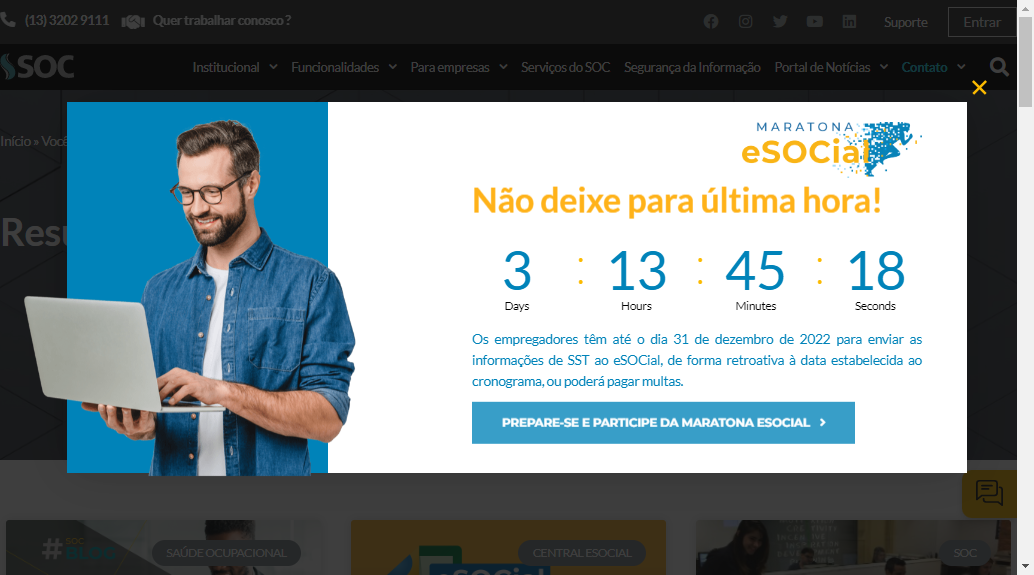 (13) 3202 9111 Quer trabalhar conosco ? Suporte Entrar
SOC Institucional Funcionalidades Para empresas Serviços do SOC Segurança da Informação Portal de Notícias Contato
Início » Você
Resu
MARATONA
eSOCial
Não deixe para última hora!
3 : 13 : 45 : 18
Days Hours Minutes Seconds
Os empregadores têm até o dia 31 de dezembro de 2022 para enviar as
informações de SST ao eSOCial, de forma retroativa à data estabelecida ao
cronograma, ou poderá pagar multas.
PREPARE-SE E PARTICIPE DA MARATONA ESOCIAL
# SOC
BLOG
SAÚDE OCUPACIONAL CENTRAL ESOCIAL SOC
eSOCial